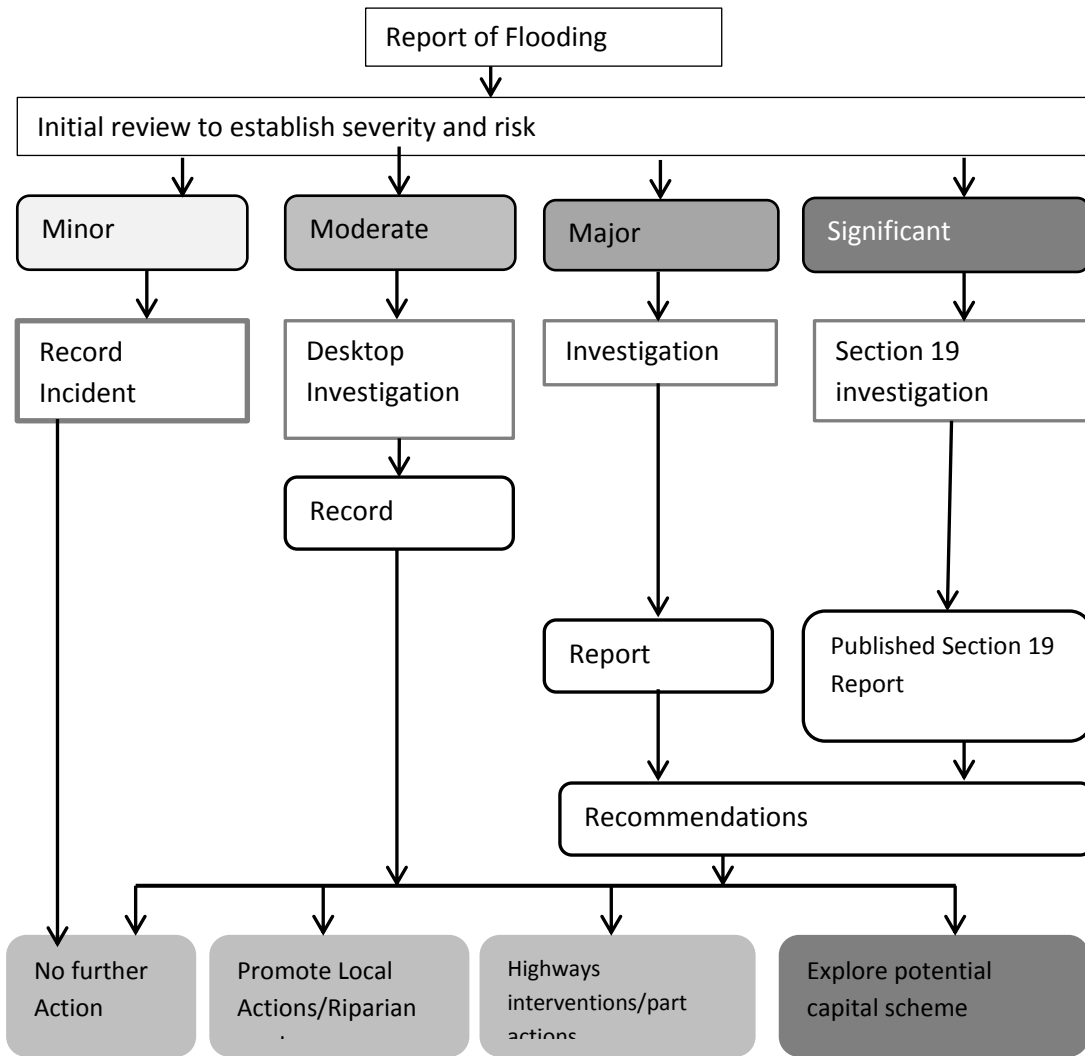 Report of Flooding
Initial review to establish severity and risk
Minor
Moderate
Major
Significant
Record
Incident
Desktop
Investigation
Investigation
Section 19
investigation
Record
Report
Published Section 19
Report
Recommendations
No further
Action
Promote Local
Actions/Riparian
Highways
interventions/part
actions
Explore potential
capital scheme